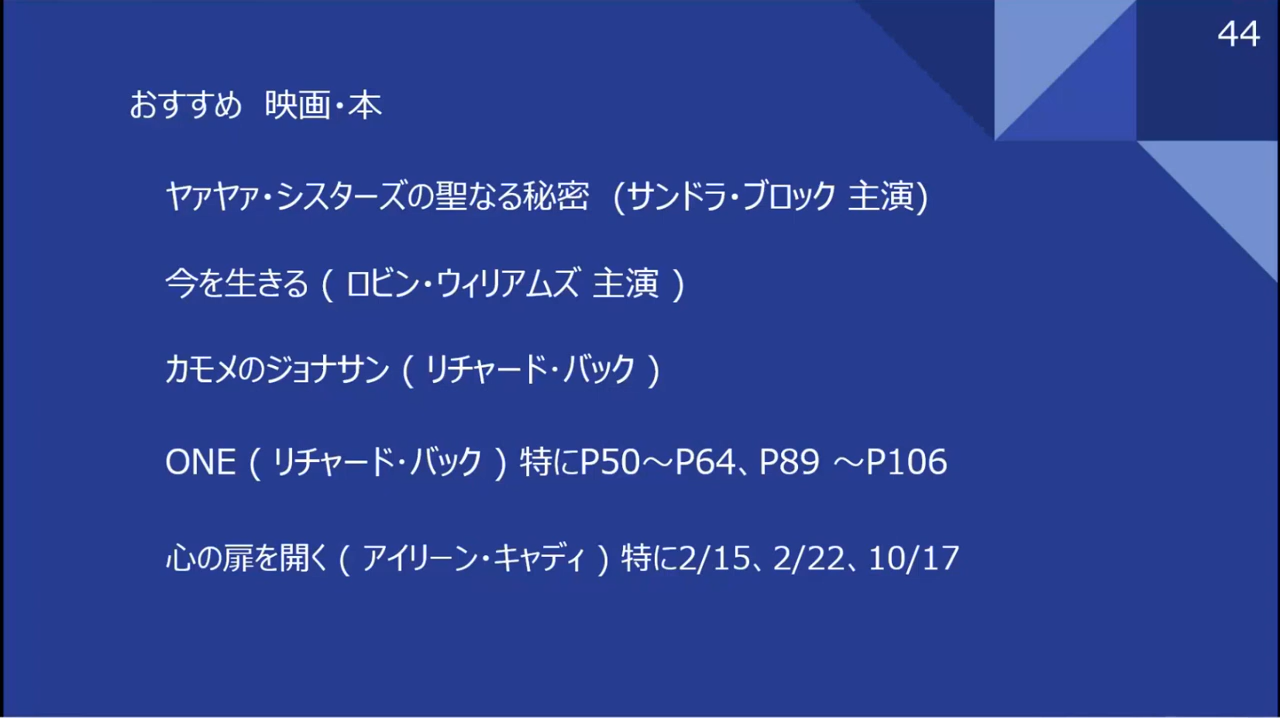 44
おすすめ 映画・本
ヤァヤァ・シスターズの聖なる秘密 (サンドラ・ブロック 主演)
今を生きる ( ロビン・ウィリアムズ 主演 )
カモメのジョナサン ( リチャード・バック )
ONE ( リチャード・バック ) 特にP50～P64、P89 ～P106
心の扉を開く ( アイリーン・キャディ ) 特に2/15、2/22、10/17